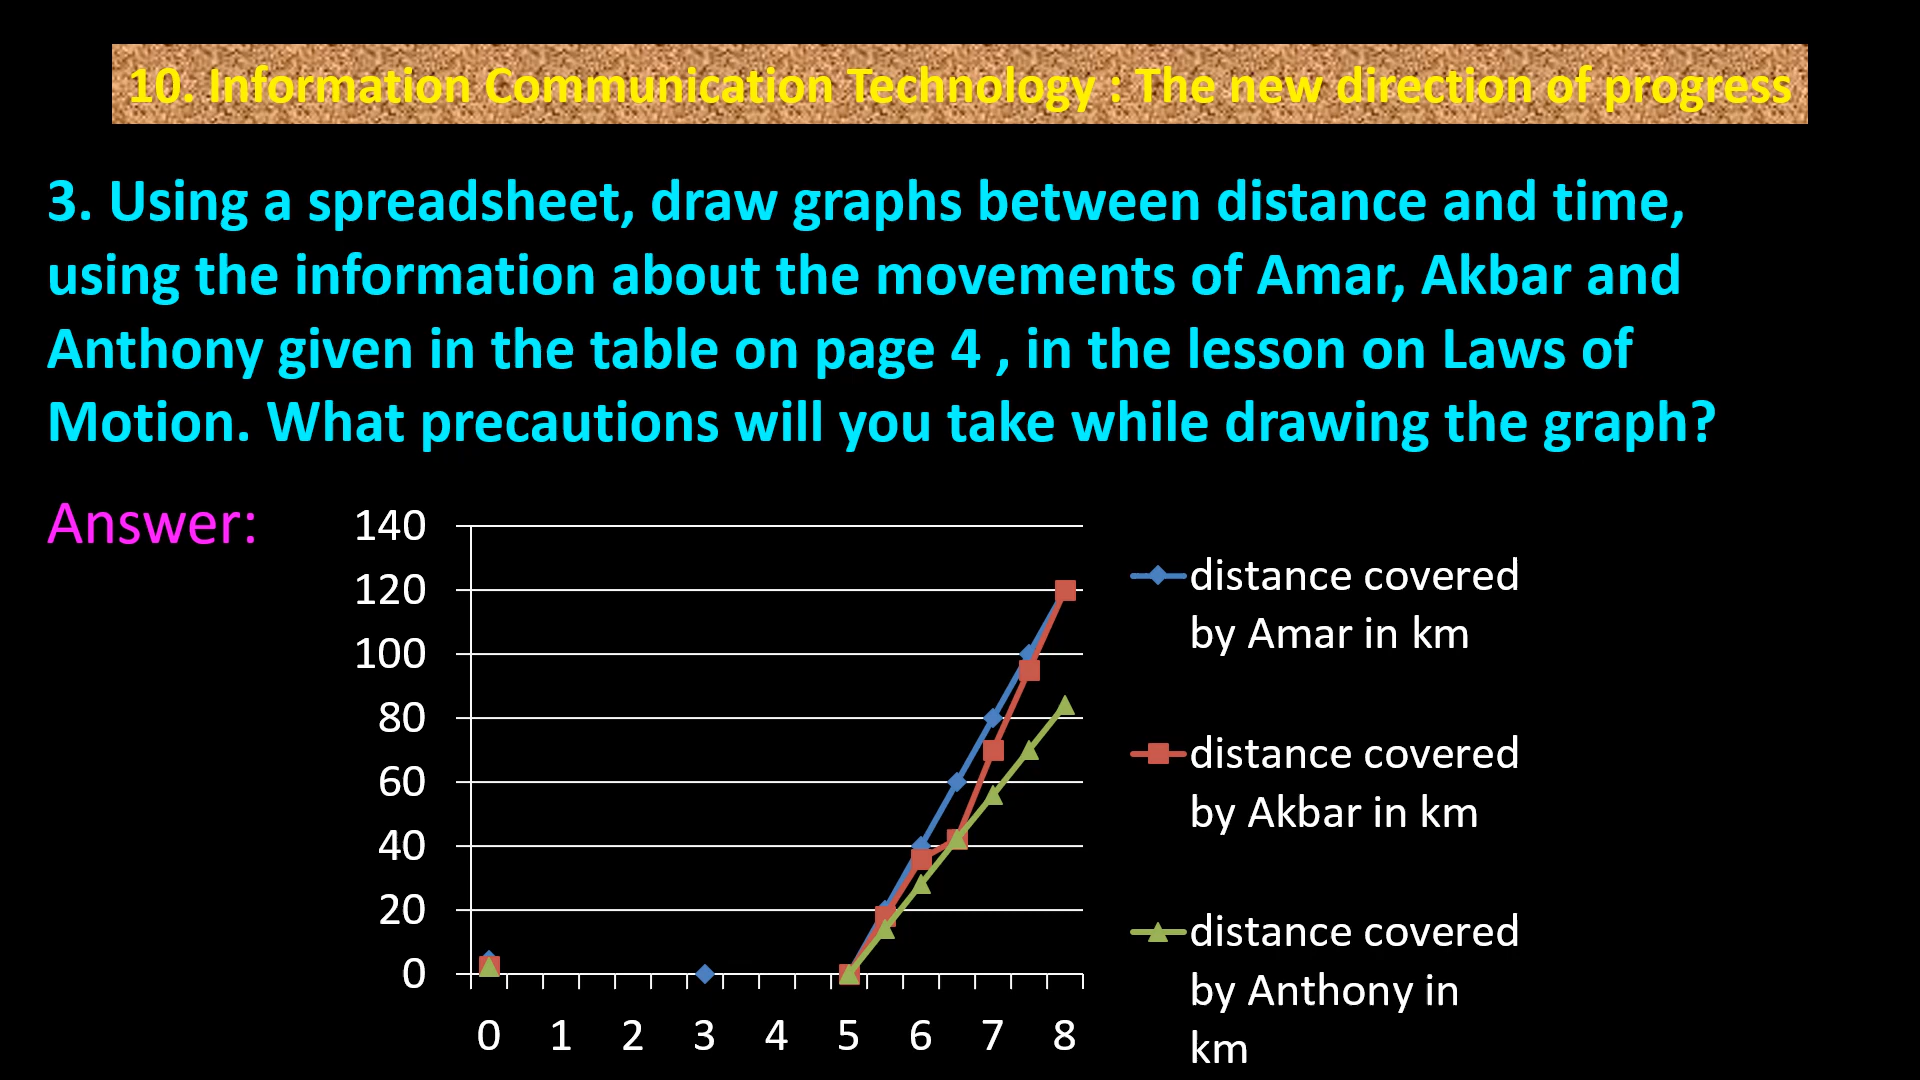 10. Information Communication Technology : The new direction of progress
3. Using a spreadsheet, draw graphs between distance and time,
using the information about the movements of Amar, Akbar and
Anthony given in the table on page 4 , in the lesson on Laws of
Motion. What precautions will you take while drawing the graph?
Answer:
140
120
100
80
60
40
20
0
0 1 2 3 4 5 6 7 8
distance covered
by Amar in km
distance covered
by Akbar in km
distance covered
by Anthony in
km